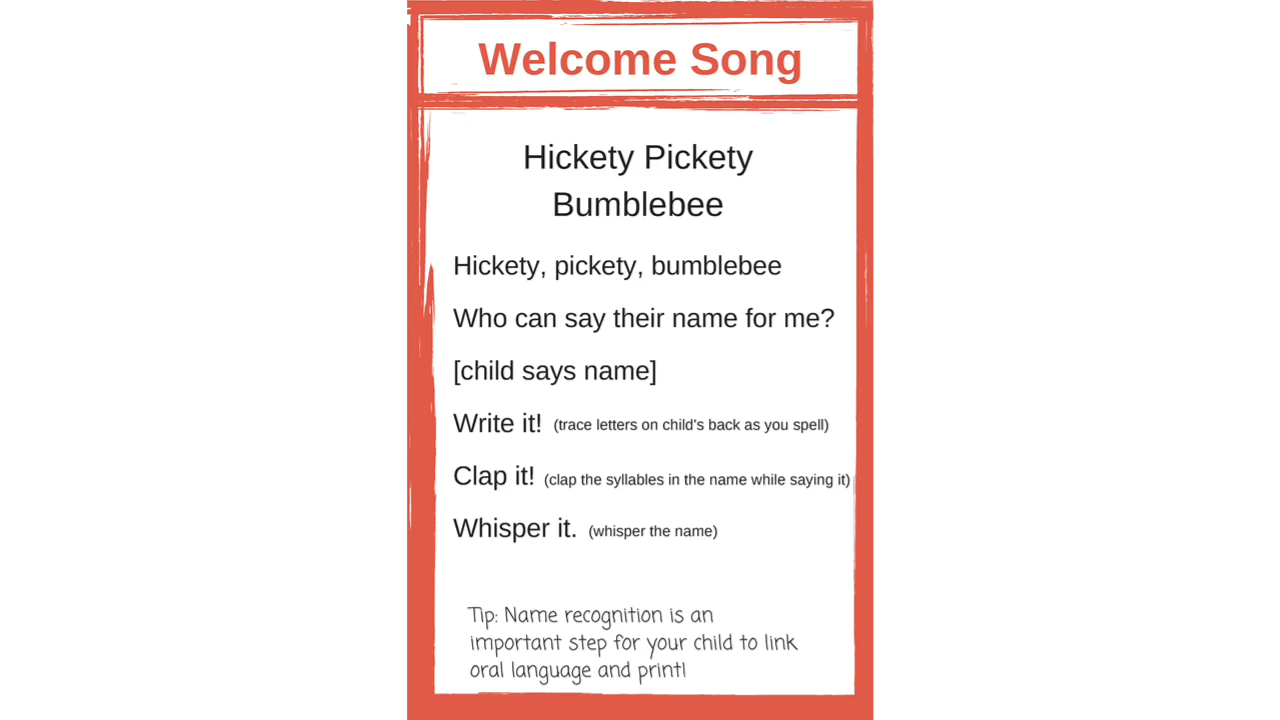 Welcome Song
Hickety Pickety
Bumblebee
Hickety, pickety, bumblebee
Who can say their name for me?
[child says name]
Write it! (trace letters on child's back as you spell)
Clap it! (clap the syllables in the name while saying it)
Whisper it. (whisper the name)
Tip: Name recognition is an
important step for your child to link
oral language and print!